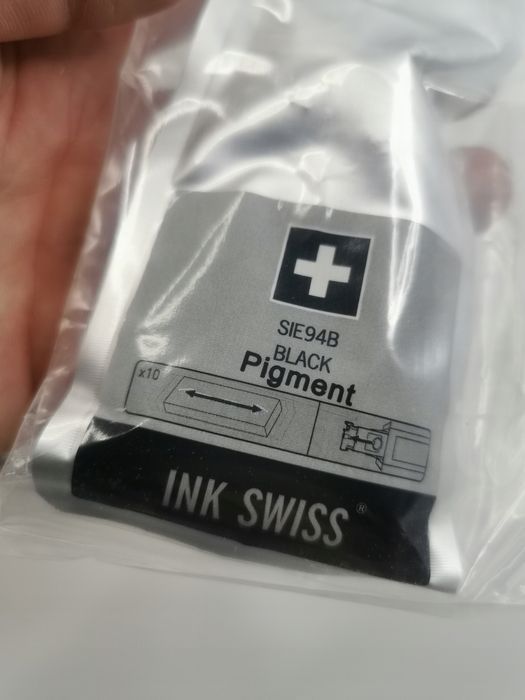 SIE94B
BLACK
Pigment
x10
INK SWISS®